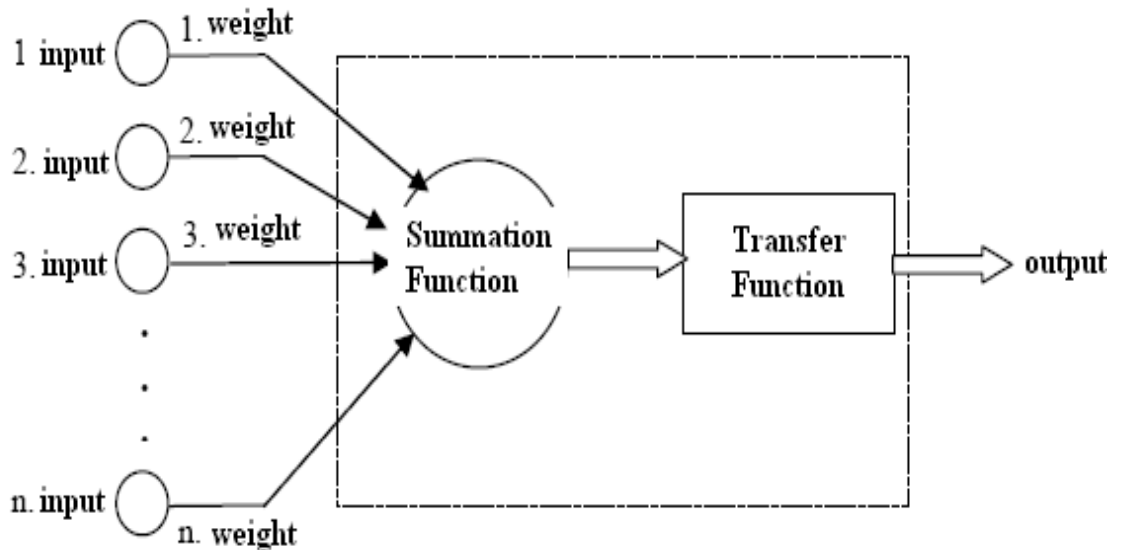 1 input
1. weight
2. input
2. weight
3. input
3. weight
n. input
n. weight
Summation
Function
Transfer
Function
output